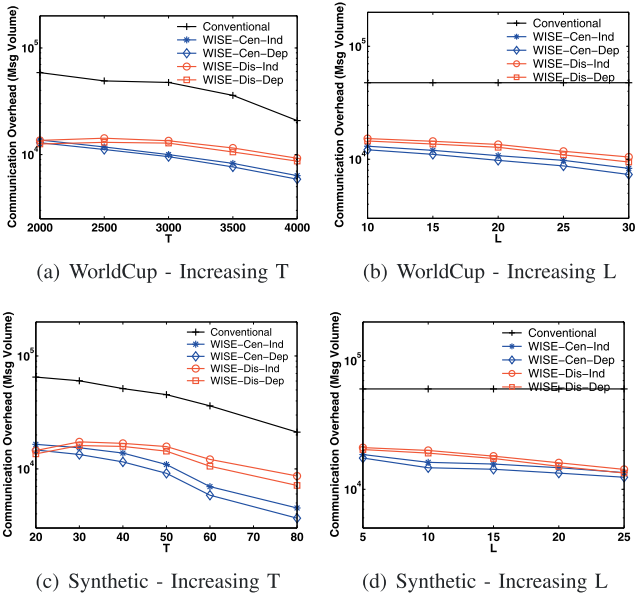 Communication Overhead (Msg Volume)
10^5
10^4
Conventional
WISE-Cen-Ind
WISE-Cen-Dep
WISE-Dis-Ind
WISE-Dis-Dep
2000 2500 3000 3500 4000
T
(a) WorldCup - Increasing T
Communication Overhead (Msg Volume)
10^5
10^4
Conventional
WISE-Cen-Ind
WISE-Cen-Dep
WISE-Dis-Ind
WISE-Dis-Dep
10 15 20 25 30
L
(b) WorldCup - Increasing L
Communication Overhead (Msg Volume)
10^5
10^4
Conventional
WISE-Cen-Ind
WISE-Cen-Dep
WISE-Dis-Ind
WISE-Dis-Dep
20 30 40 50 60 70 80
T
(c) Synthetic - Increasing T
Communication Overhead (Msg Volume)
10^5
10^4
Conventional
WISE-Cen-Ind
WISE-Cen-Dep
WISE-Dis-Ind
WISE-Dis-Dep
5 10 15 20 25
L
(d) Synthetic - Increasing L